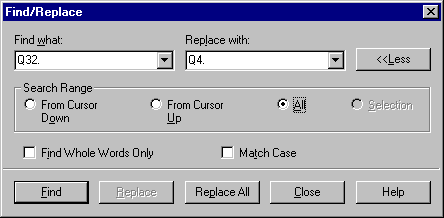 Find/Replace
Find what:
Replace with:
Q32.
Q4.
<<Less
Search Range
From Cursor
Down
From Cursor
Up
All
Selection
Find Whole Words Only
Match Case
Find
Replace
Replace All
Close
Help